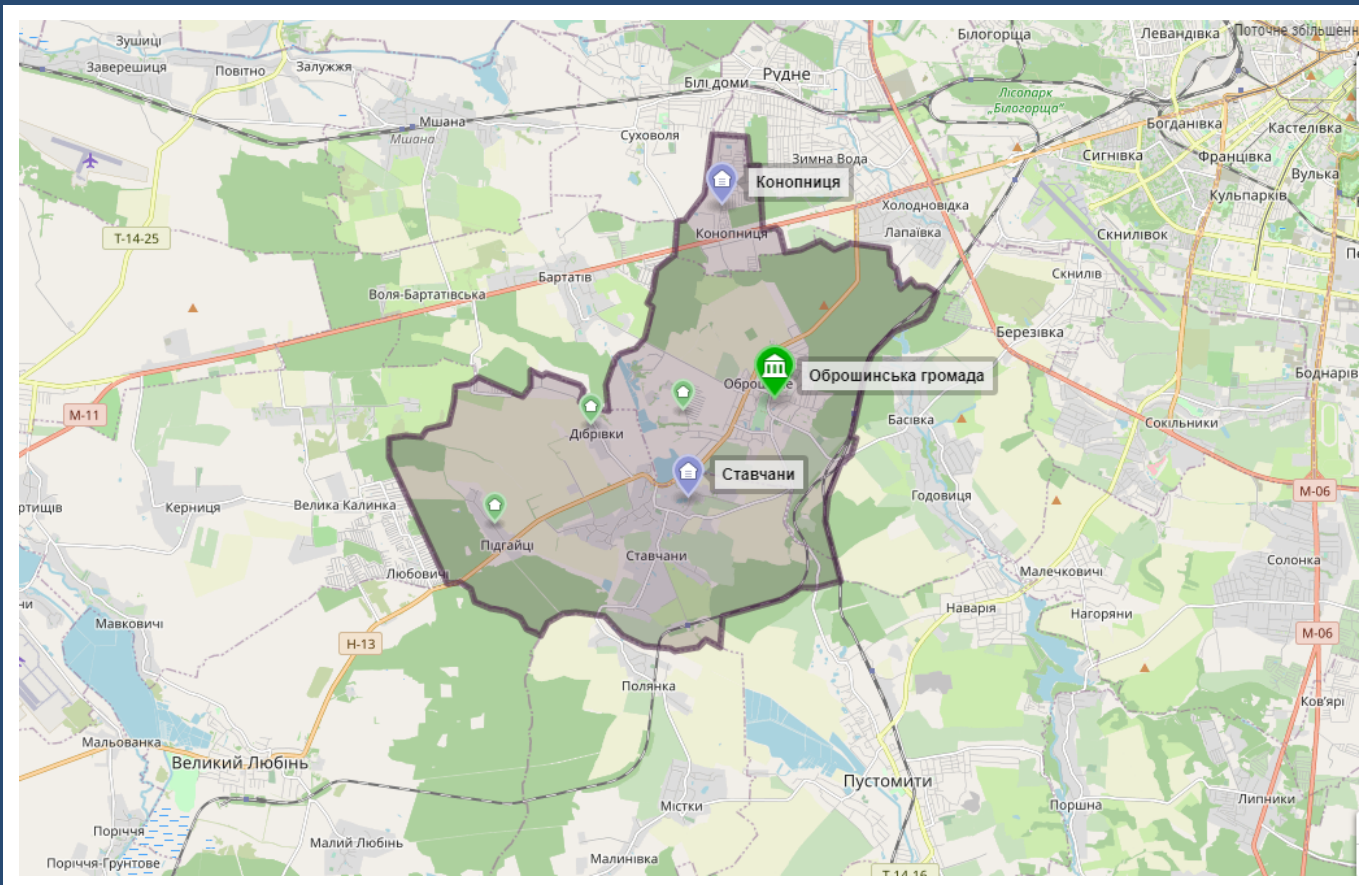 Зушиці
Білогорща
Левандівка
Поточне збільшенн
Заверешиця
Повітно
Залужжя
Рудне
Білі доми
Лісопарк
„Білогорща“
Мшана
Мшана
Суховоля
Богданівка
Кастелівка
Сигнівка
Францівка
Зимна Вода
Вулька
Конопниця
Кульпарків
Холодновідка
Т-14-25
Конопниця
Лапаївка
Скнилівок
Бартатів
Скнилів
Воля-Бартатівська
Березівка
Оброшинська громада
Боднарів
М-11
Басівка
Сокільники
Дібрівки
Ставчани
М-06
Годовиця
Керниця
Велика Калинка
Підгайці
Ставчани
Солонка
Любовичі
Малечковичі
Наварія
Нагоряни
Мавковичі
М-06
Н-13
Полянка
Ков'ярі
Мальованка
Великий Любінь
Пустомити
Містки
Поршна
Липники
Поріччя
Малий Любінь
Поріччя-Ґрунтове
Малинівка
Т-14-16